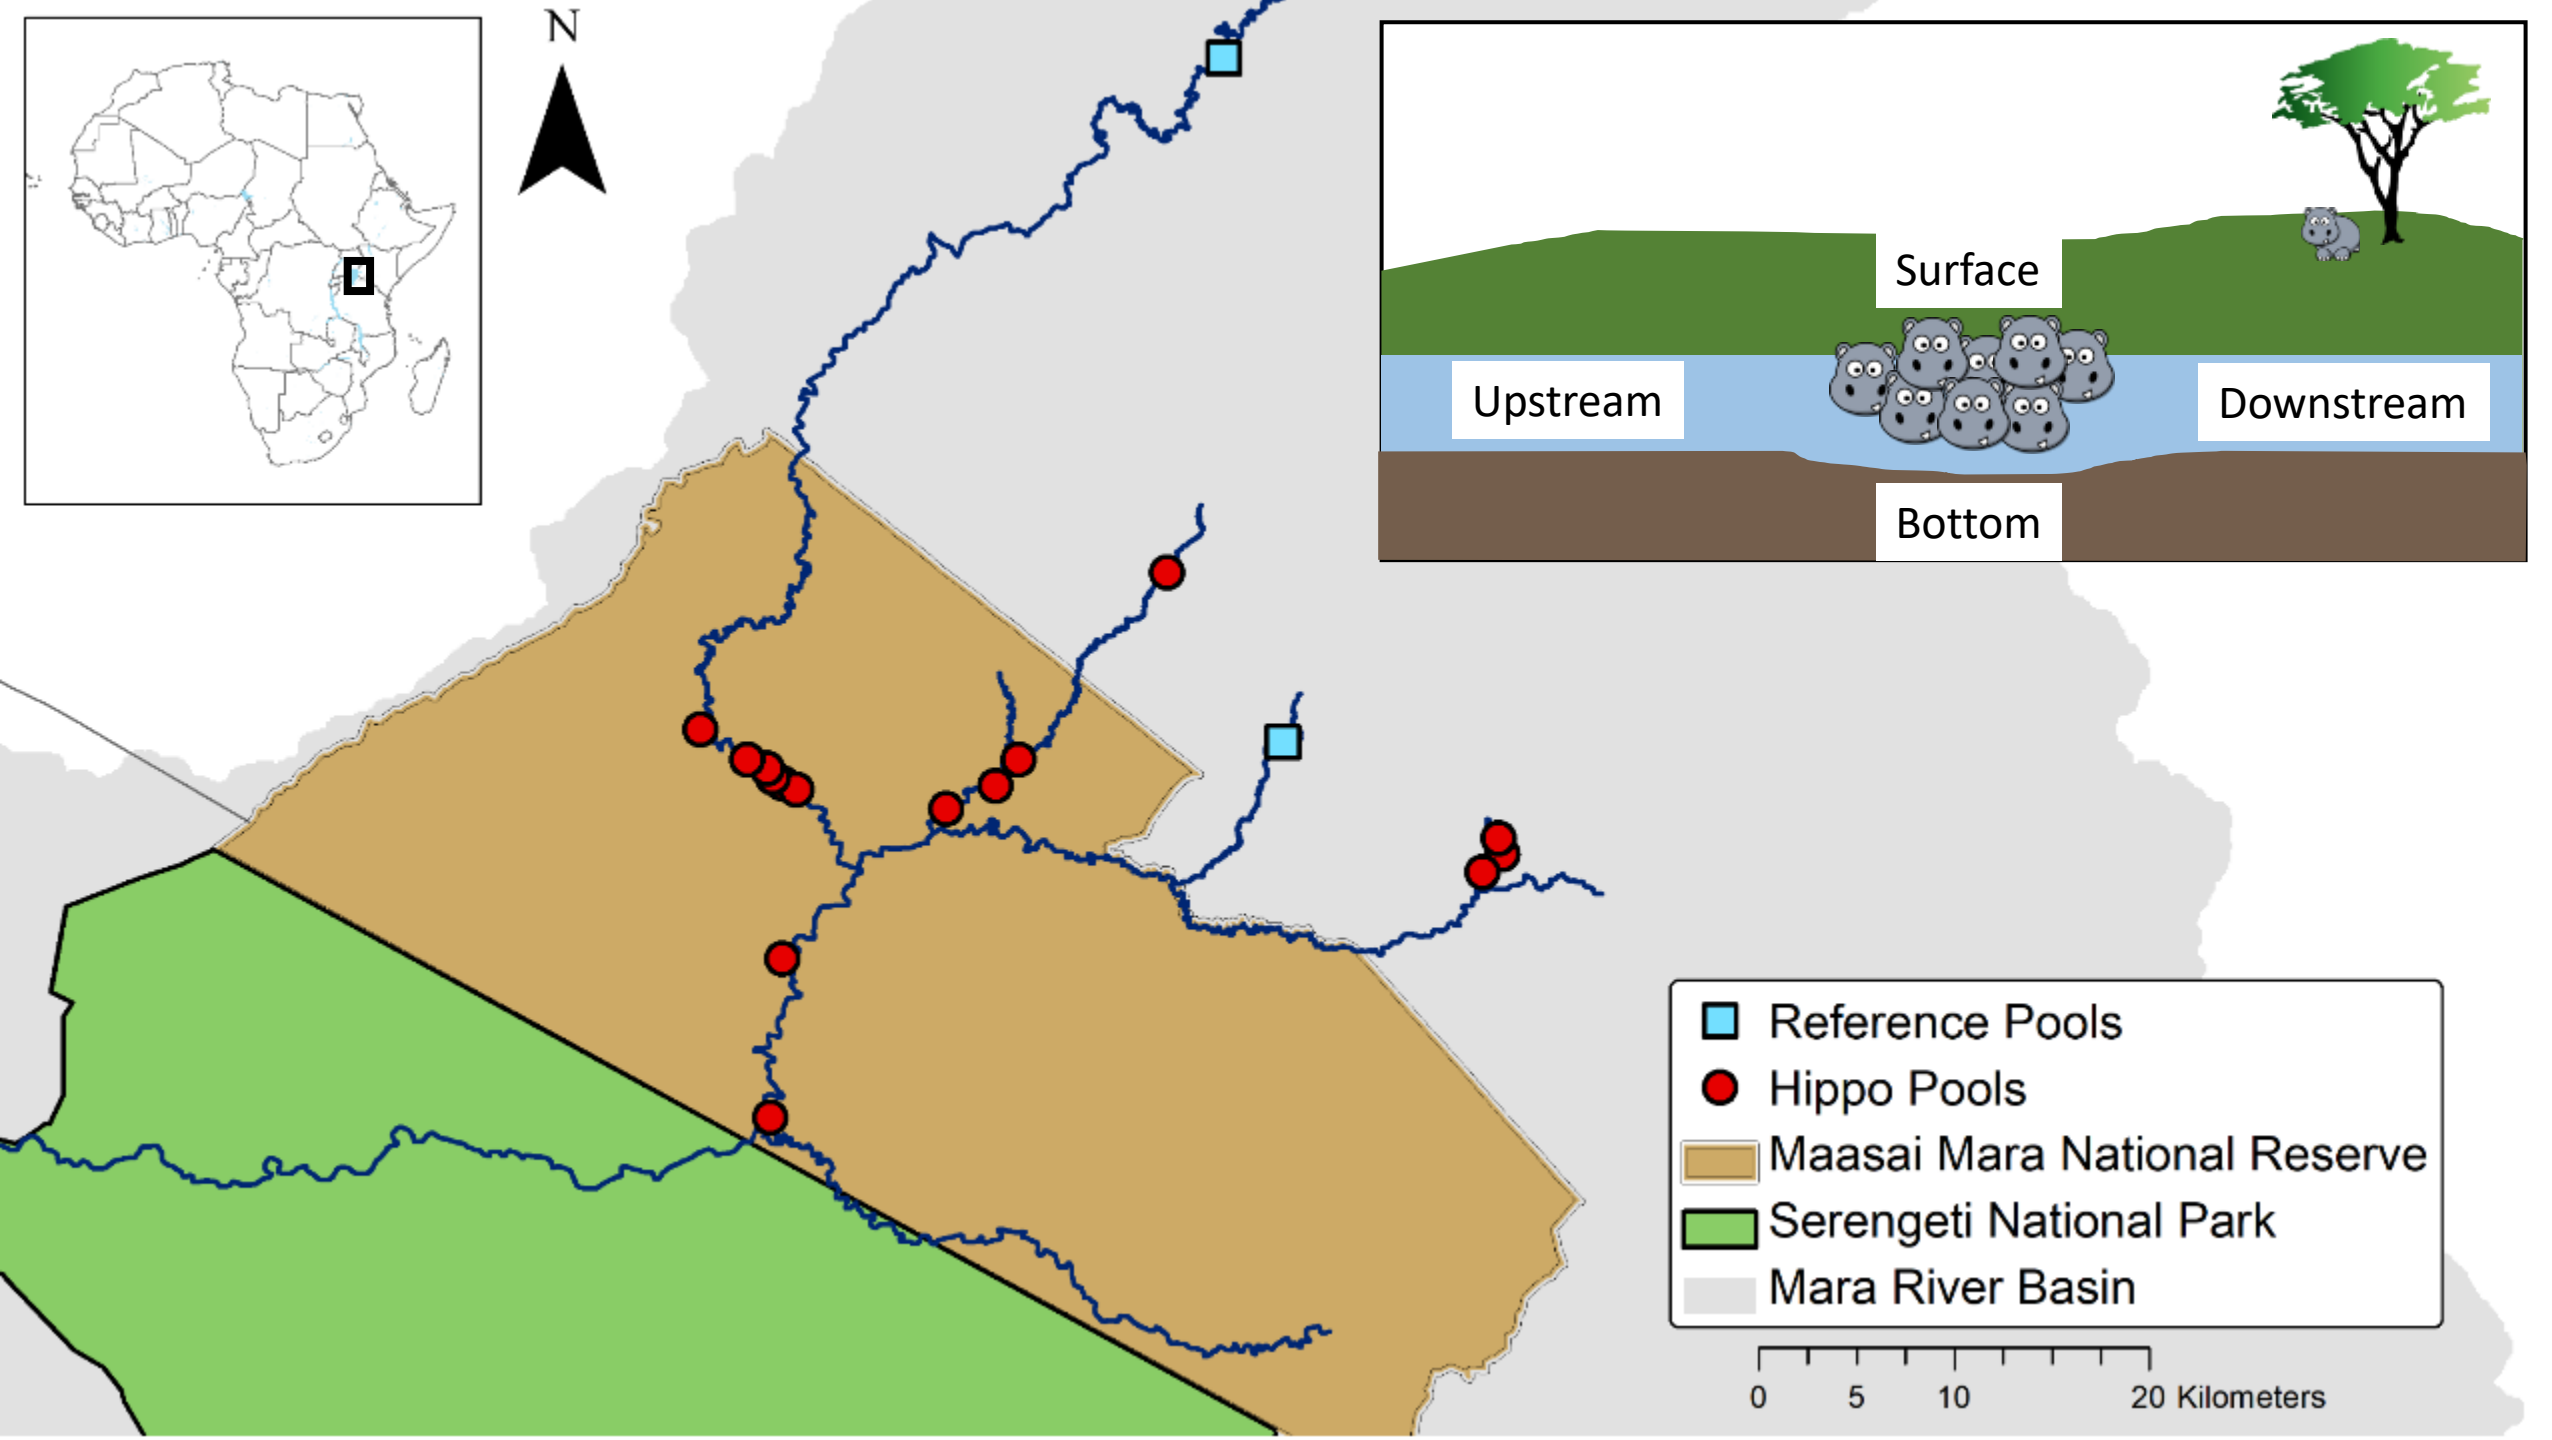 N
Surface
Upstream
Downstream
Bottom
Reference Pools
Hippo Pools
Maasai Mara National Reserve
Serengeti National Park
Mara River Basin
0 5 10 20 Kilometers